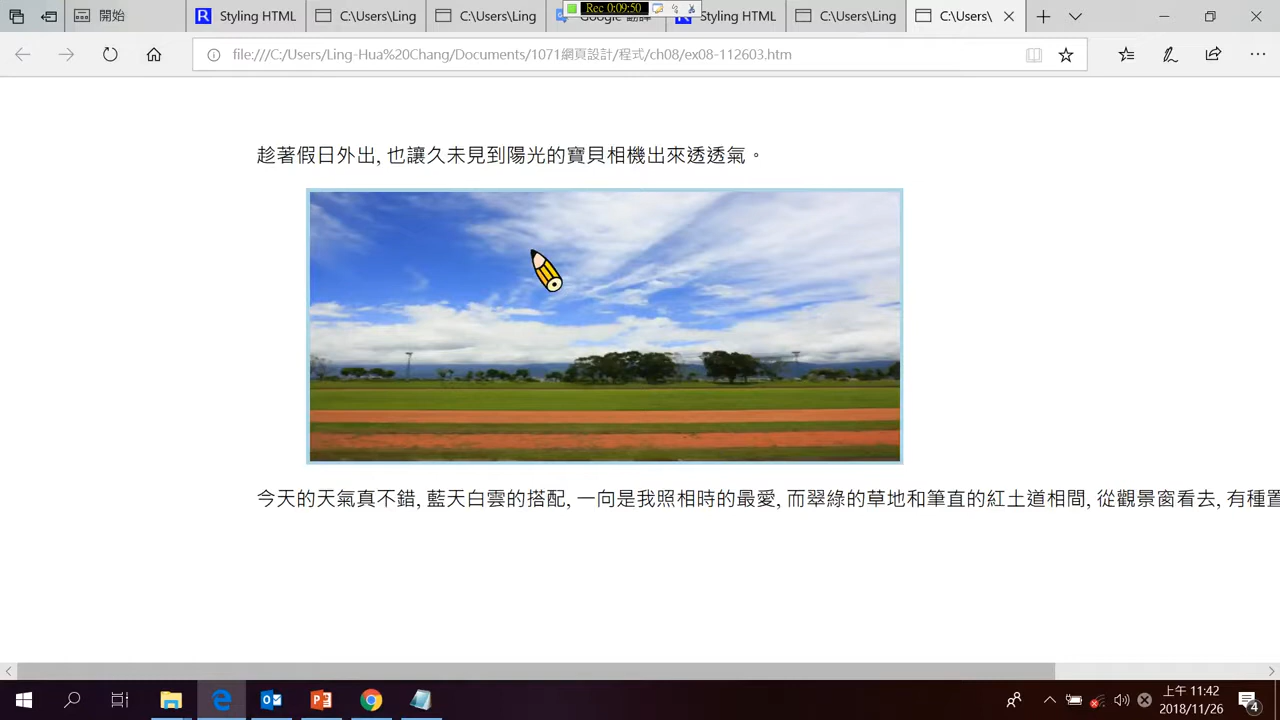 開始
Styling HTML
C:\Users\Ling
C:\Users\Ling
Google 翻譯
Styling HTML
C:\Users\Ling
C:\Users\
Rec 0:09:50
file:///C:/Users/Ling-Hua%20Chang/Documents/1071網頁設計/程式/ch08/ex08-112603.htm
趁著假日外出, 也讓久未見到陽光的寶貝相機出來透透氣。
今天的天氣真不錯, 藍天白雲的搭配, 一向是我照相時的最愛, 而翠綠的草地和筆直的紅土道相間, 從觀景窗看去, 有種置
上午 11:42
2018/11/26
4